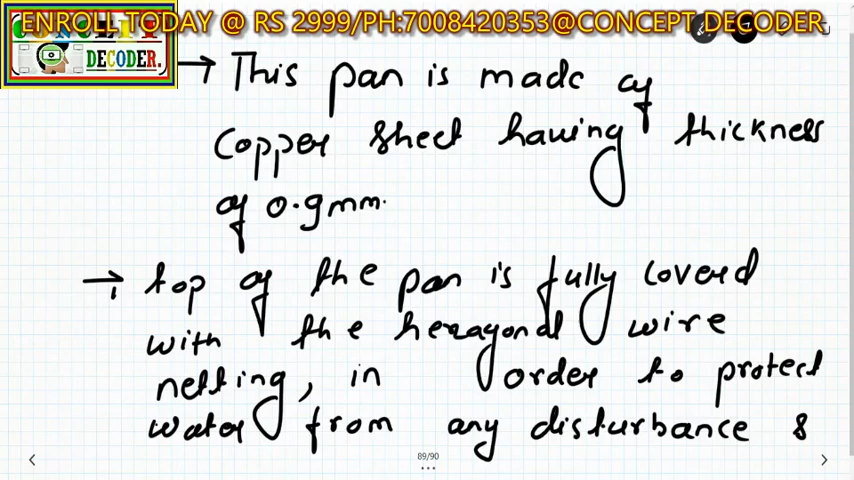 ENROLL TODAY @ RS 2999/PH:7008420353@CONCEPT DECODER
DECODER.
→ This pan is made of
Copper sheet having thickness
of 0.9mm.
→ top of the pan is fully covered
with the hexagonal wire
netting, in order to protect
water from any disturbance &
89/90